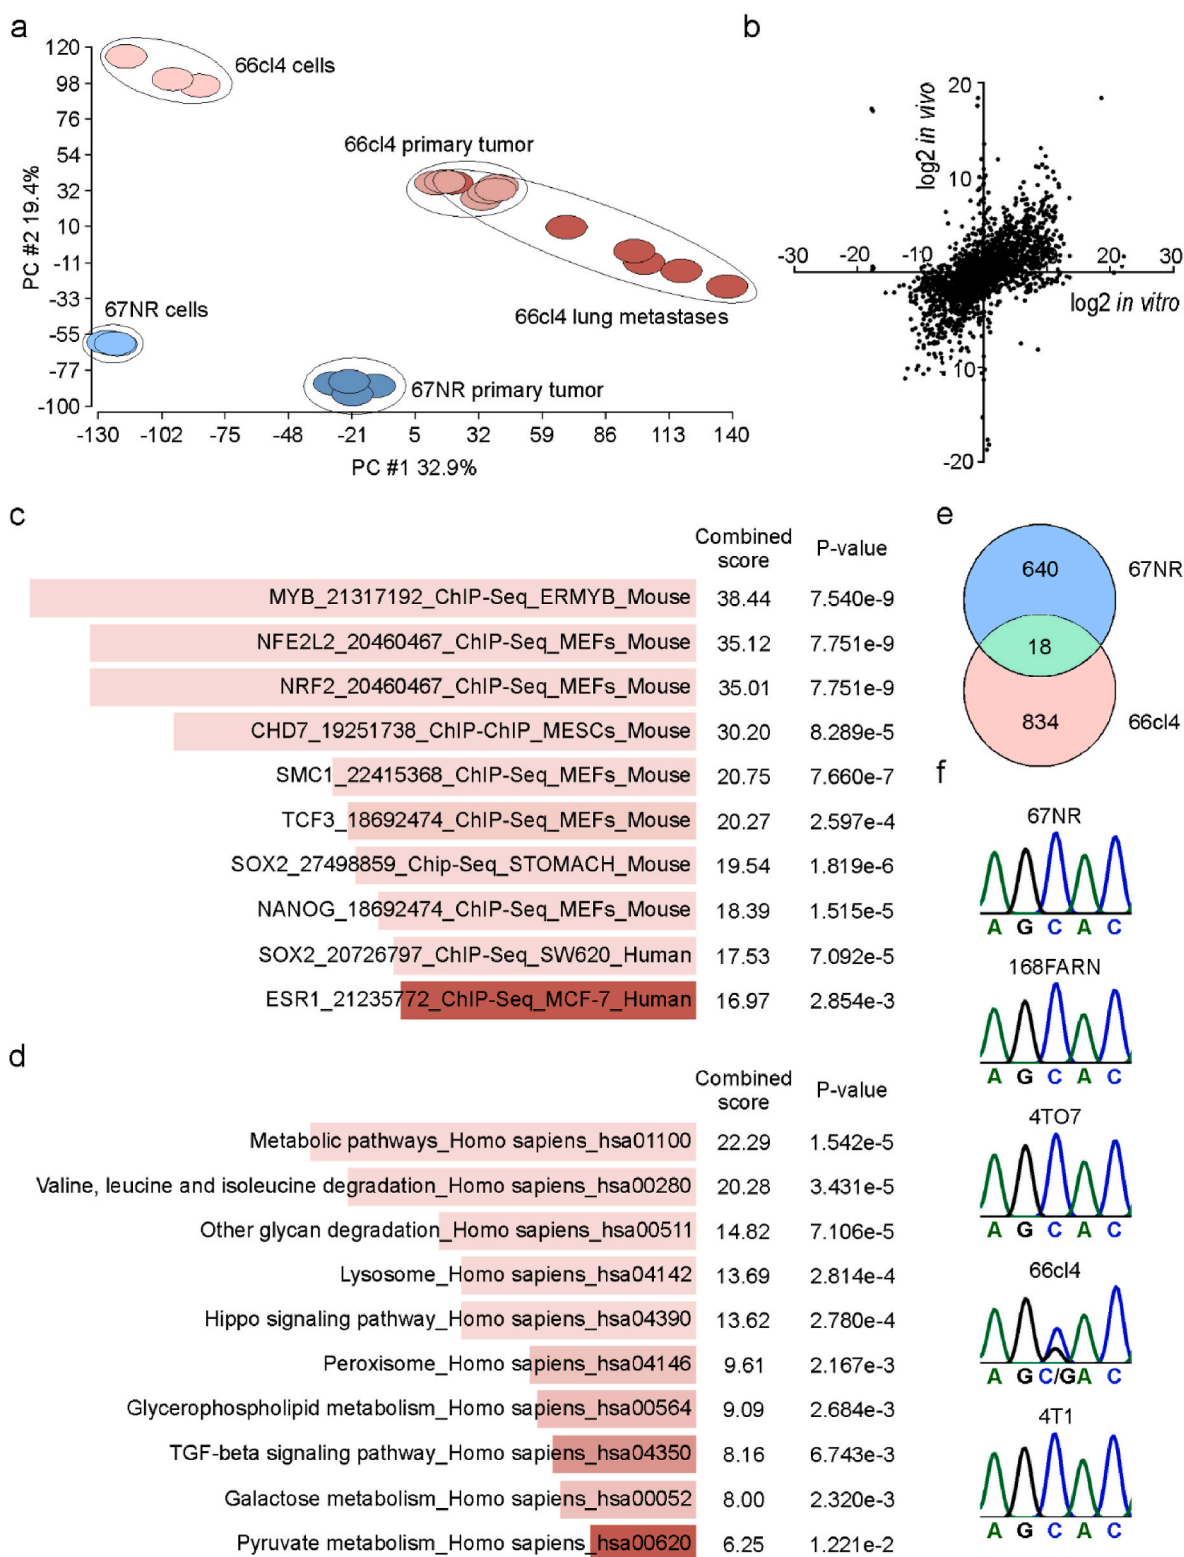 a
120
98
76
54
32
10
-11
-33
-55
-77
-100
PC #2 19.4%
66cl4 cells
66cl4 primary tumor
66cl4 lung metastases
67NR cells
67NR primary tumor
-130 -102 -75 -48 -21 5 32 59 86 113 140
PC #1 32.9%
b
20
10
-10
-20
log2 in vivo
-30 -20 -10 10 20 30
log2 in vitro
c
Combined score P-value
MYB_21317192_ChIP-Seq_ERMYB_Mouse 38.44 7.540e-9
NFE2L2_20460467_ChIP-Seq_MEFs_Mouse 35.12 7.751e-9
NRF2_20460467_ChIP-Seq_MEFs_Mouse 35.01 7.751e-9
CHD7_19251738_ChIP-ChIP_MESCs_Mouse 30.20 8.289e-5
SMC1_22415368_ChIP-Seq_MEFs_Mouse 20.75 7.660e-7
TCF3_18692474_ChIP-Seq_MEFs_Mouse 20.27 2.597e-4
SOX2_27498859_Chip-Seq_STOMACH_Mouse 19.54 1.819e-6
NANOG_18692474_ChIP-Seq_MEFs_Mouse 18.39 1.515e-5
SOX2_20726797_ChIP-Seq_SW620_Human 17.53 7.092e-5
ESR1_21235772_ChIP-Seq_MCF-7_Human 16.97 2.854e-3
d
Combined score P-value
Metabolic pathways_Homo sapiens_hsa01100 22.29 1.542e-5
Valine, leucine and isoleucine degradation_Homo sapiens_hsa00280 20.28 3.431e-5
Other glycan degradation_Homo sapiens_hsa00511 14.82 7.106e-5
Lysosome_Homo sapiens_hsa04142 13.69 2.814e-4
Hippo signaling pathway_Homo sapiens_hsa04390 13.62 2.780e-4
Peroxisome_Homo sapiens_hsa04146 9.61 2.167e-3
Glycerophospholipid metabolism_Homo sapiens_hsa00564 9.09 2.684e-3
TGF-beta signaling pathway_Homo sapiens_hsa04350 8.16 6.743e-3
Galactose metabolism_Homo sapiens_hsa00052 8.00 2.320e-3
Pyruvate metabolism_Homo sapiens_hsa00620 6.25 1.221e-2
e
640 67NR
18
834 66cl4
f
67NR
A G C A C
168FARN
A G C A C
4TO7
A G C A C
66cl4
A G C/G A C
4T1
A G C A C